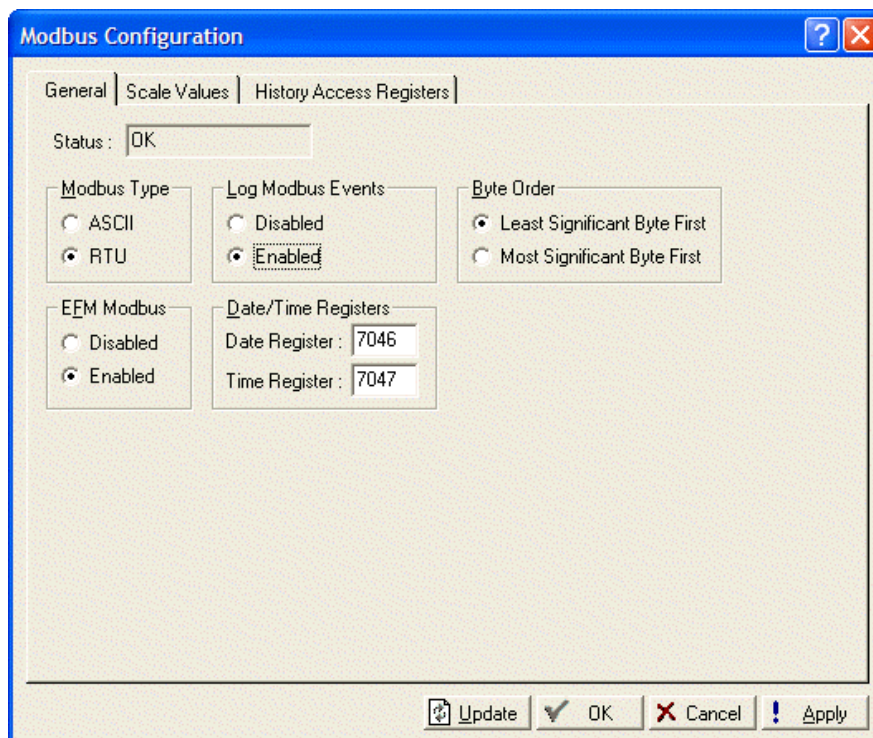 Modbus Configuration
General
Scale Values
History Access Registers
Status : OK
Modbus Type
ASCII
RTU
Log Modbus Events
Disabled
Enabled
Byte Order
Least Significant Byte First
Most Significant Byte First
EFM Modbus
Disabled
Enabled
Date/Time Registers
Date Register : 7046
Time Register : 7047
Update
OK
Cancel
! Apply